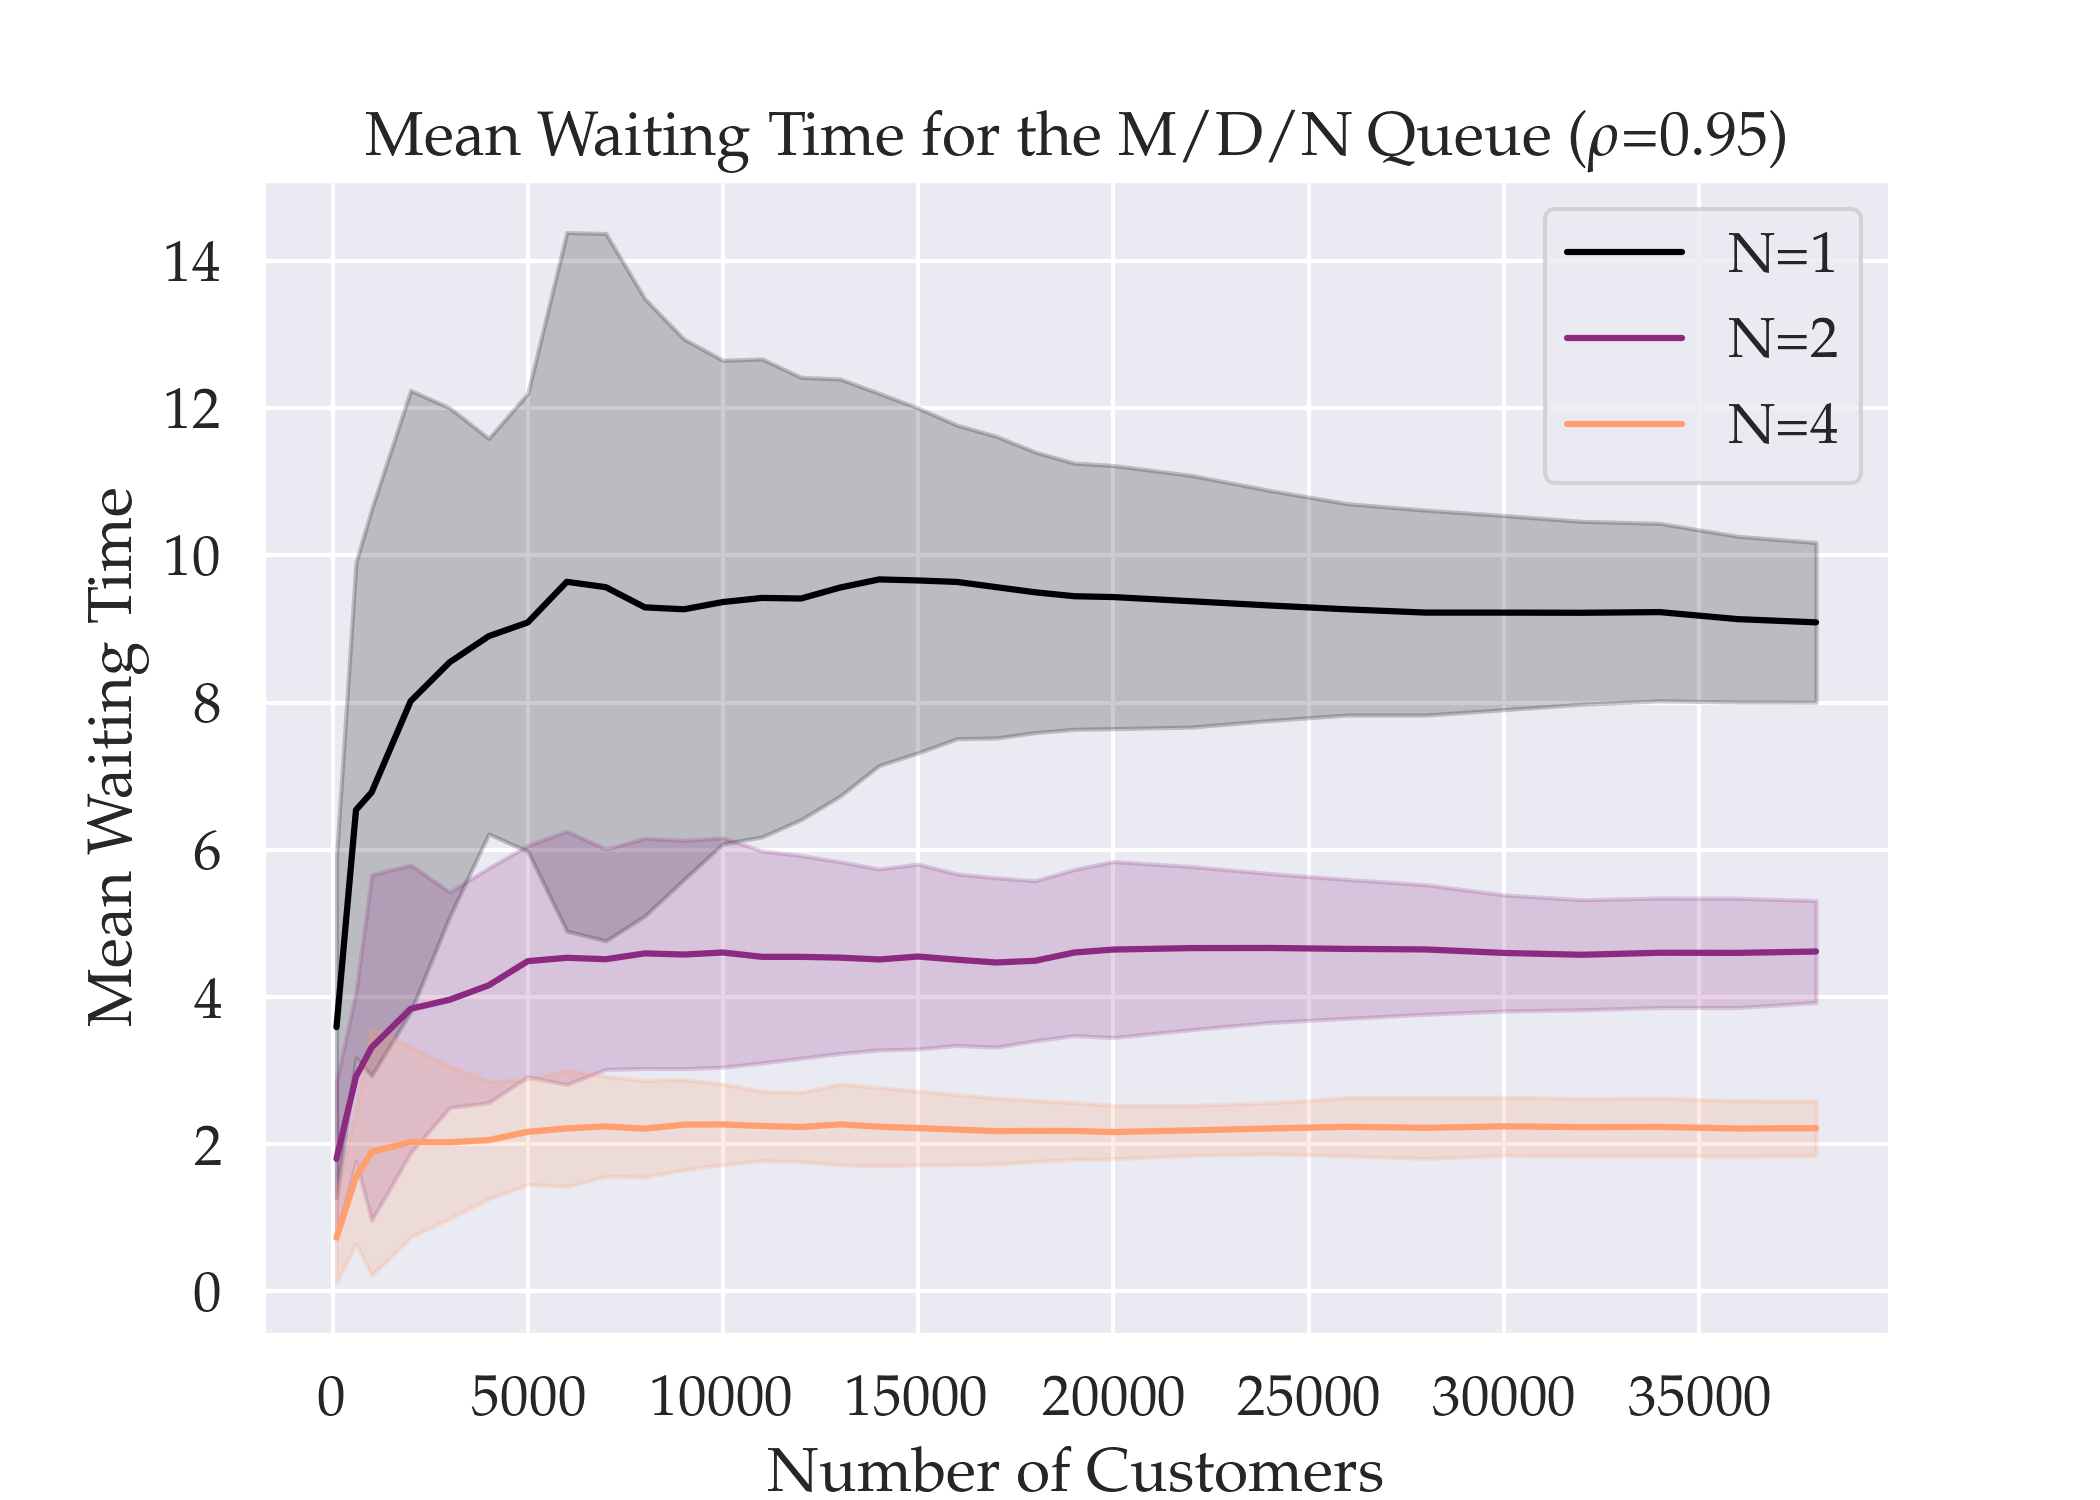 Mean Waiting Time for the M/D/N Queue (ρ=0.95)
N=1
N=2
N=4
Mean Waiting Time
14
12
10
8
6
4
2
0
0 5000 10000 15000 20000 25000 30000 35000
Number of Customers